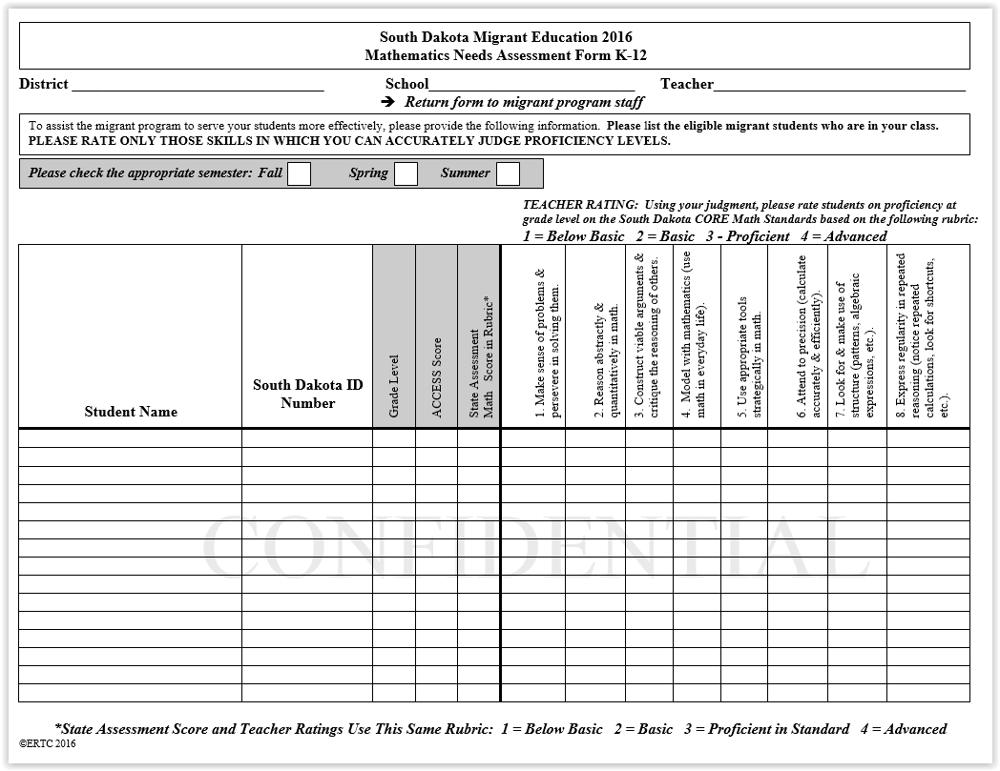 South Dakota Migrant Education 2016
Mathematics Needs Assessment Form K-12
District __________ School__________ Teacher__________
➔ Return form to migrant program staff
To assist the migrant program to serve your students more effectively, please provide the following information. Please list the eligible migrant students who are in your class.
PLEASE RATE ONLY THOSE SKILLS IN WHICH YOU CAN ACCURATELY JUDGE PROFICIENCY LEVELS.
Please check the appropriate semester: Fall Spring Summer
TEACHER RATING: Using your judgment, please rate students on proficiency at
grade level on the South Dakota CORE Math Standards based on the following rubric:
1 = Below Basic 2 = Basic 3 - Proficient 4 = Advanced
Student Name
South Dakota ID
Number
Grade Level
ACCESS Score
State Assessment
Math Score in Rubric*
1. Make sense of problems &
persevere in solving them.
2. Reason abstractly &
quantitatively in math.
3. Construct viable arguments &
critique the reasoning of others.
4. Model with mathematics (use
math in everyday life).
5. Use appropriate tools
strategically in math.
6. Attend to precision (calculate
accurately & efficiently).
7. Look for & make use of
structure (patterns, algebraic
expressions, etc.).
8. Express regularity in repeated
reasoning (notice repeated
calculations, look for shortcuts,
etc.).
CONFIDENTIAL
*State Assessment Score and Teacher Ratings Use This Same Rubric: 1 = Below Basic 2 = Basic 3 = Proficient in Standard 4 = Advanced
©ERTC 2016